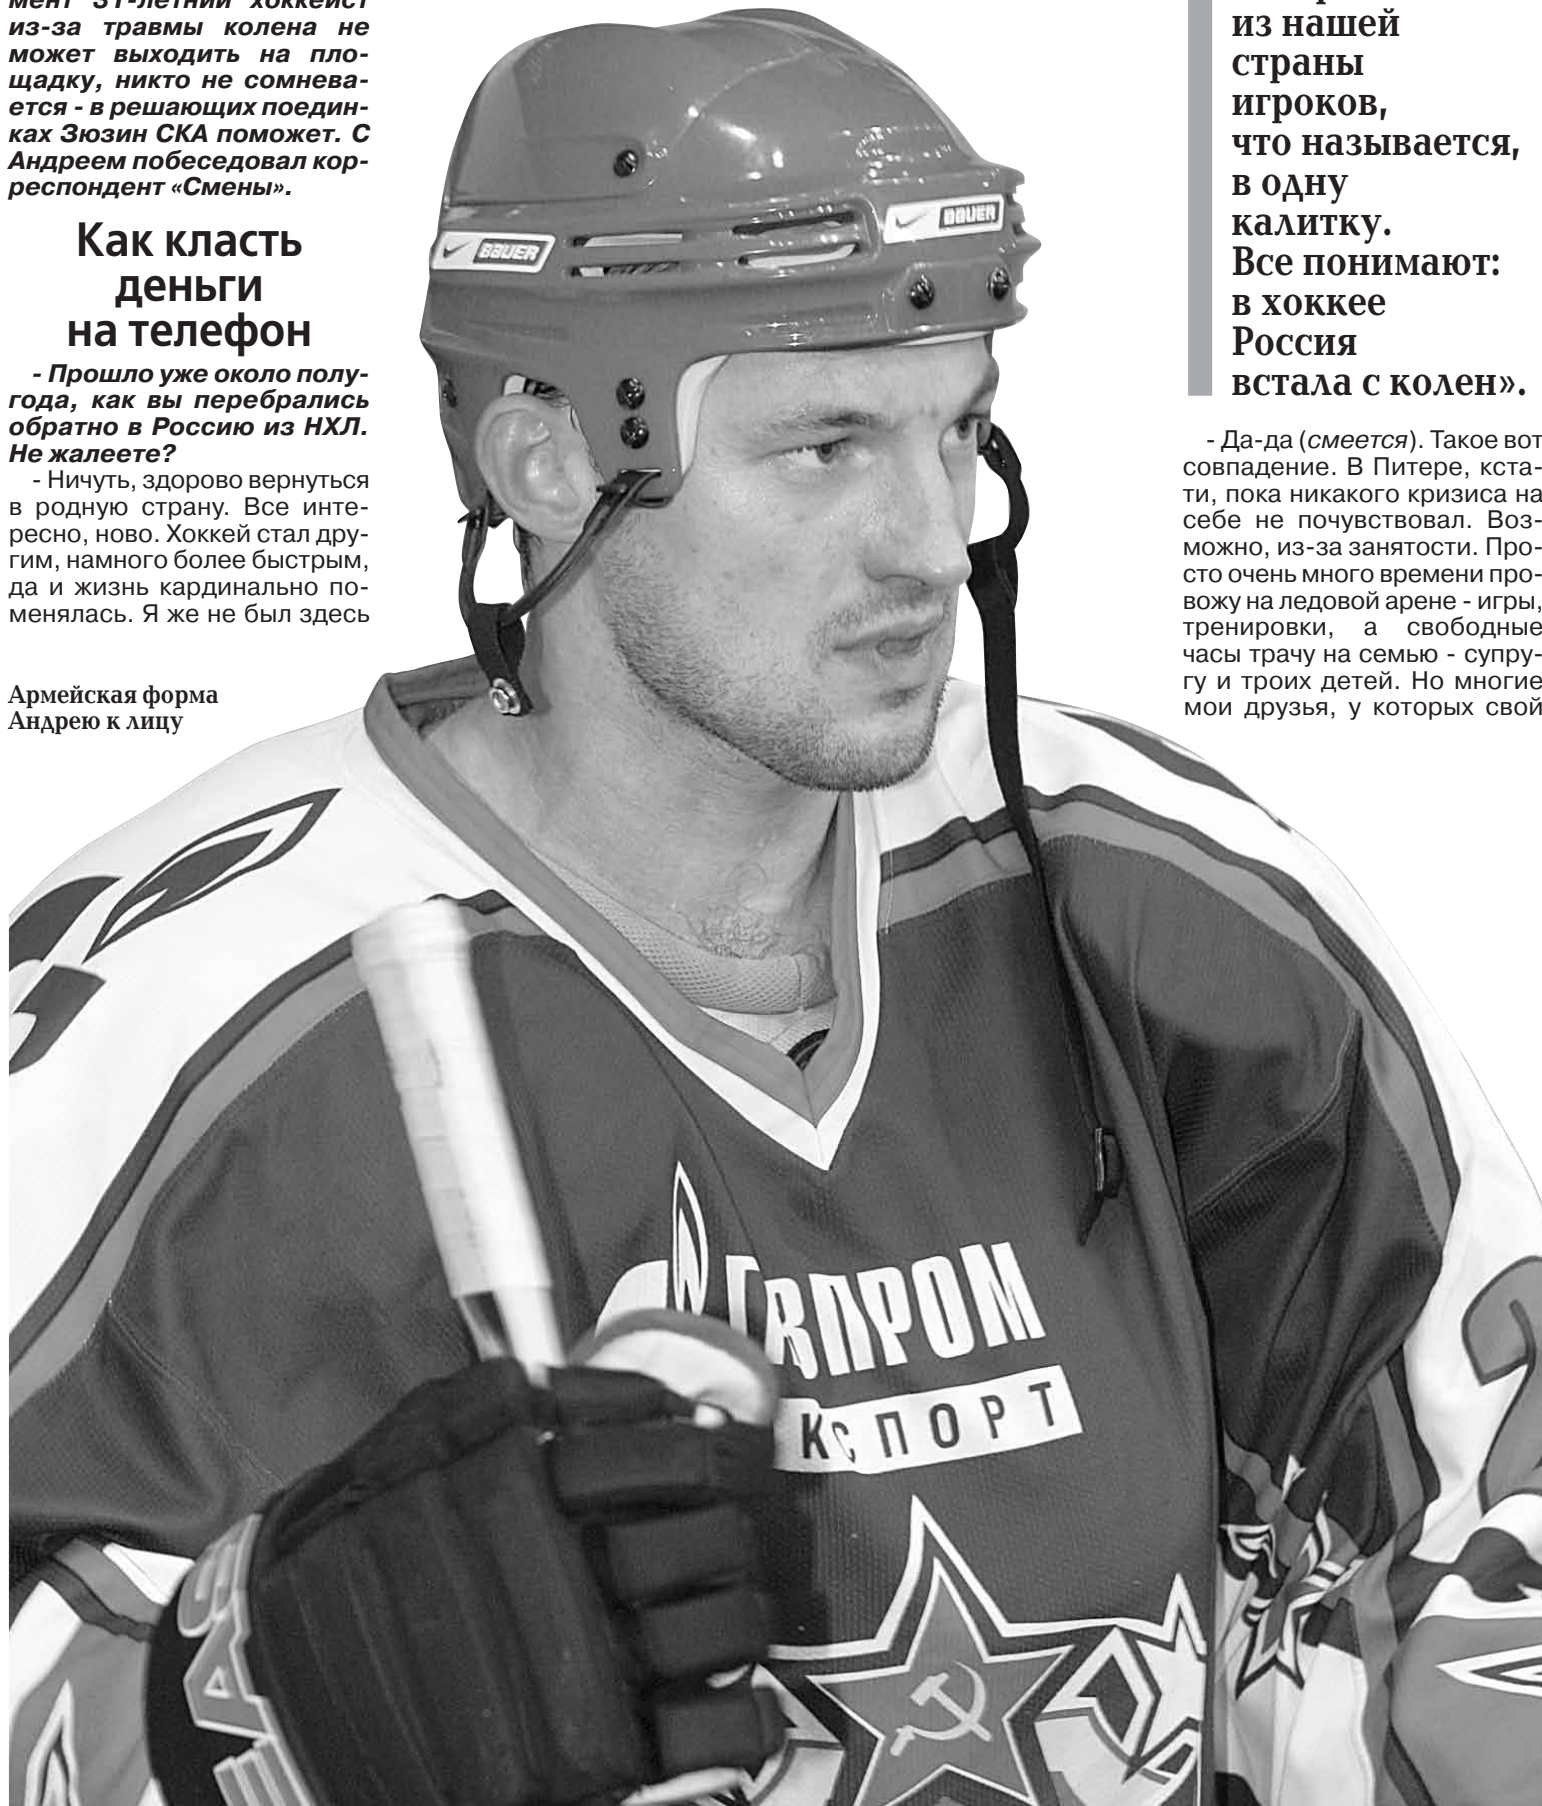 мент 31-летний хоккеист
из-за травмы колена не
может выходить на пло-
щадку, никто не сомнева-
ется - в решающих поедин-
ках Зюзин СКА поможет. С
Андреем побеседовал кор-
респондент «Смены».
Как класть
деньги
на телефон
- Прошло уже около полу-
года, как вы перебрались
обратно в Россию из НХЛ.
Не жалеете?
- Ничуть, здорово вернуться
в родную страну. Все инте-
ресно, ново. Хоккей стал дру-
гим, намного более быстрым,
да и жизнь кардинально по-
менялась. Я же не был здесь
Армейская форма
Андрею к лицу
BAUER
BAUER
ГАЗПРОМ
КСПОРТ
2
из нашей
страны
игроков,
что называется,
в одну
калитку.
Все понимают:
в хоккее
Россия
встала с колен».
- Да-да (смеется). Такое вот
совпадение. В Питере, кста-
ти, пока никакого кризиса на
себе не почувствовал. Воз-
можно, из-за занятости. Про-
сто очень много времени про-
вожу на ледовой арене - игры,
тренировки, а свободные
часы трачу на семью - супру-
гу и троих детей. Но многие
мои друзья, у которых свой